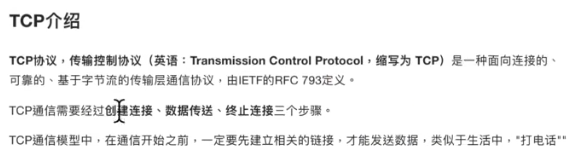 TCP介绍
TCP协议，传输控制协议（英语：Transmission Control Protocol，缩写为 TCP）是一种面向连接的、
可靠的、基于字节流的传输层通信协议，由IETF的RFC 793定义。
TCP通信需要经过创建连接、数据传送、终止连接三个步骤。
TCP通信模型中，在通信开始之前，一定要先建立相关的链接，才能发送数据，类似于生活中，"打电话""